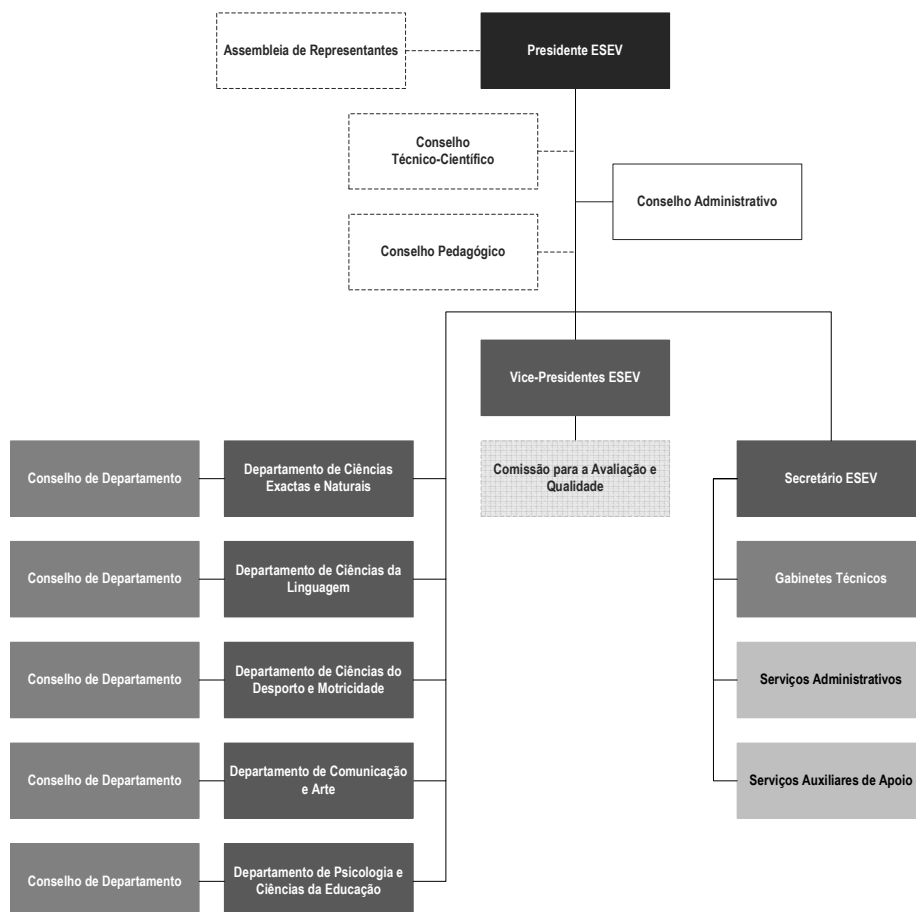 Assembleia de Representantes
Presidente ESEV
Conselho
Técnico-Científico
Conselho Administrativo
Conselho Pedagógico
Vice-Presidentes ESEV
Conselho de Departamento
Departamento de Ciências
Exactas e Naturais
Comissão para a Avaliação e
Qualidade
Secretário ESEV
Conselho de Departamento
Departamento de Ciências da
Linguagem
Gabinetes Técnicos
Conselho de Departamento
Departamento de Ciências do
Desporto e Motricidade
Serviços Administrativos
Conselho de Departamento
Departamento de Comunicação
e Arte
Serviços Auxiliares de Apoio
Conselho de Departamento
Departamento de Psicologia e
Ciências da Educação